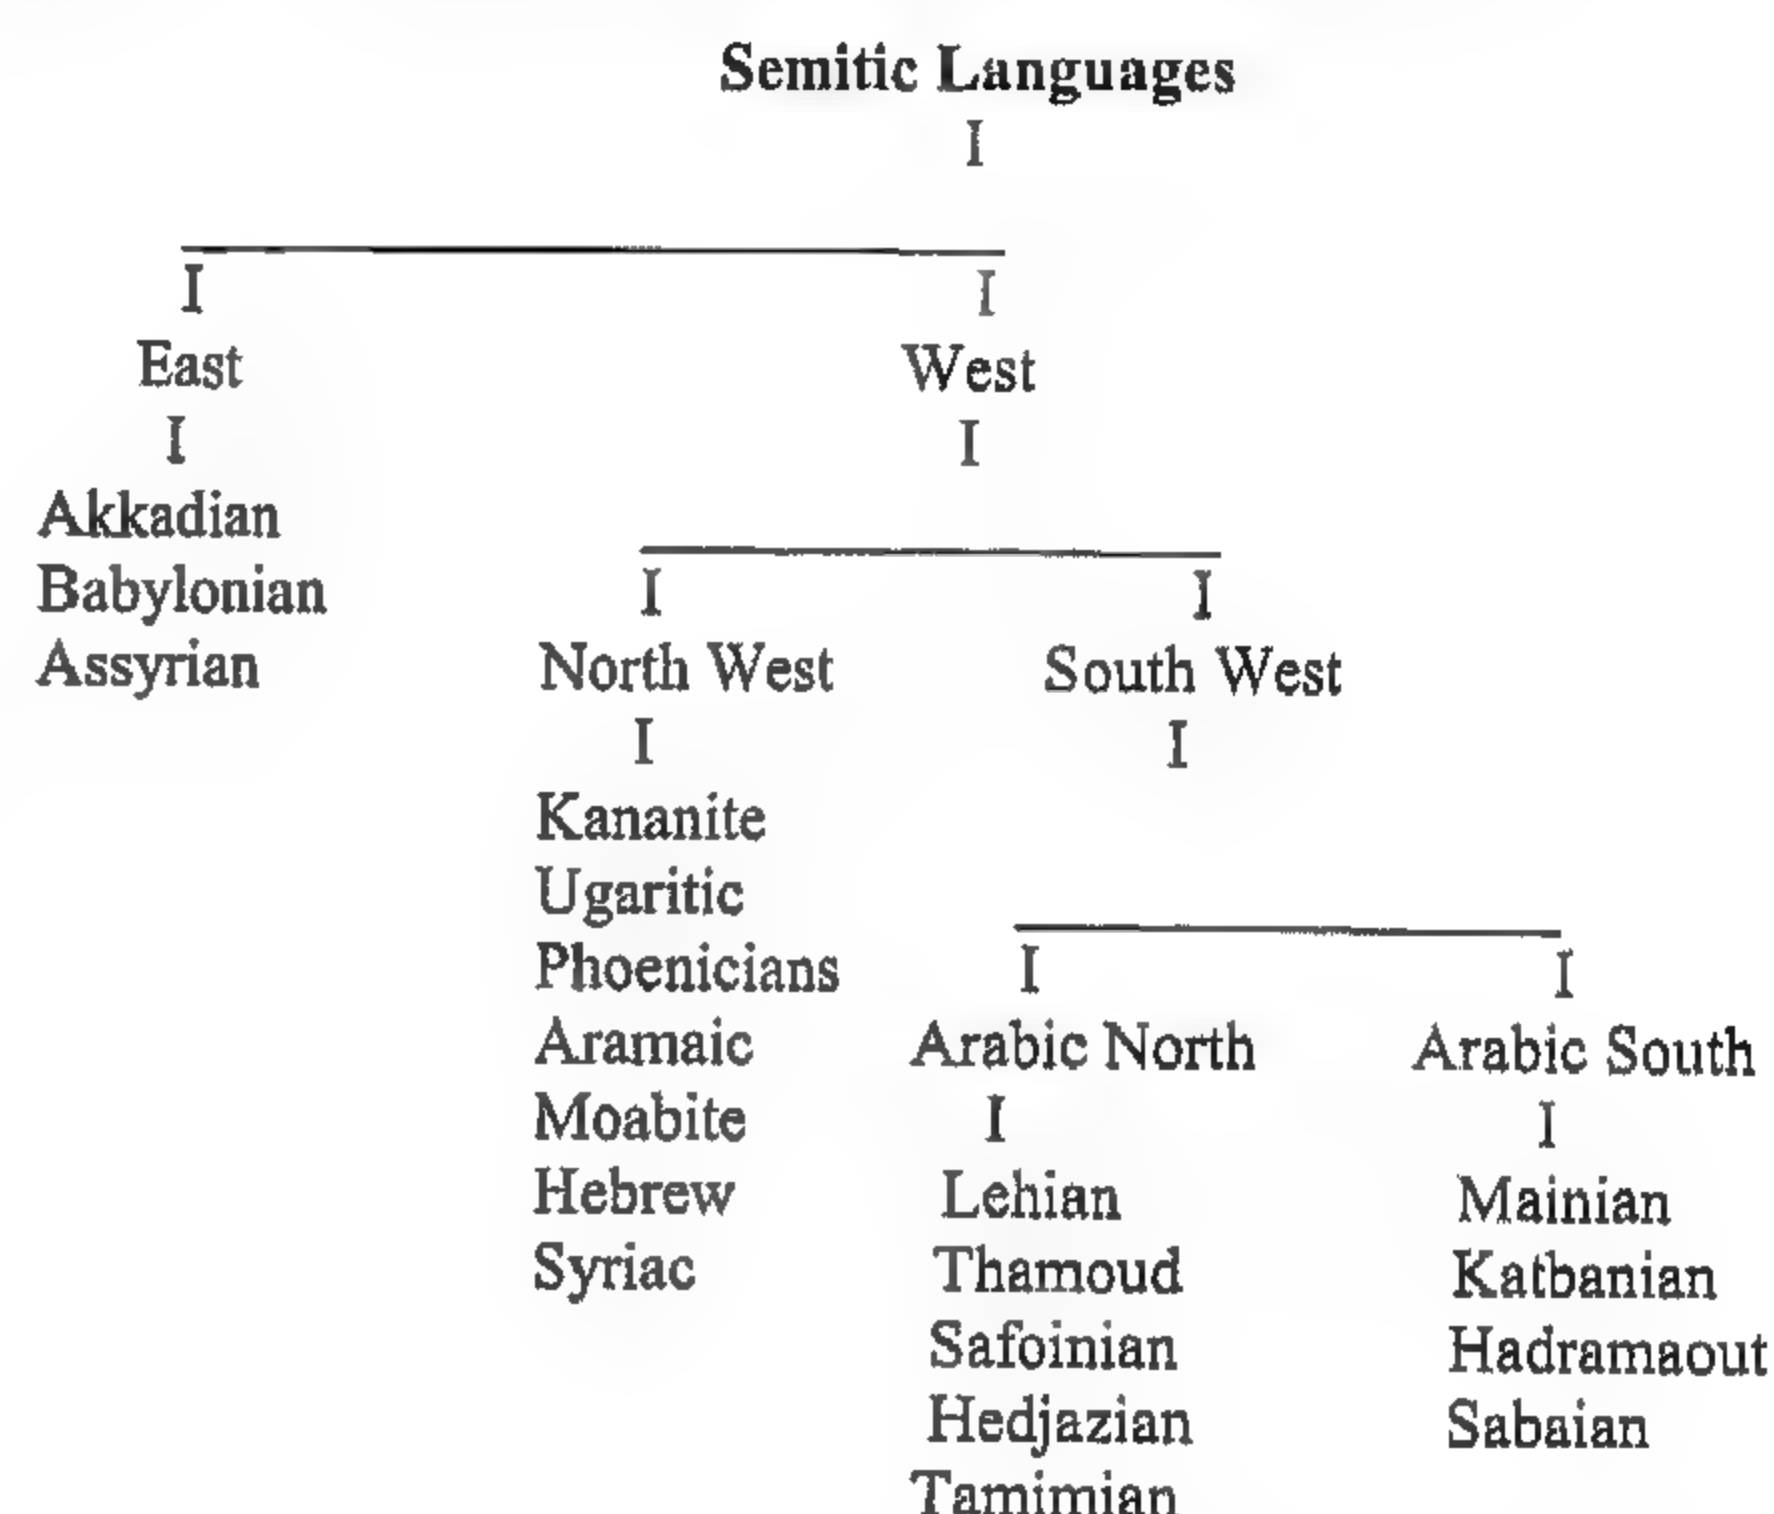 Semitic Languages
I
I I
East West
I I
Akkadian
Babylonian
Assyrian
I I
North West South West
I I
Kananite
Ugaritic
Phoenicians
Aramaic
Moabite
Hebrew
Syriac
I I
Arabic North Arabic South
I I
Lehian
Thamoud
Safoinian
Hedjazian
Tamimian
Mainian
Katbanian
Hadramaout
Sabaian